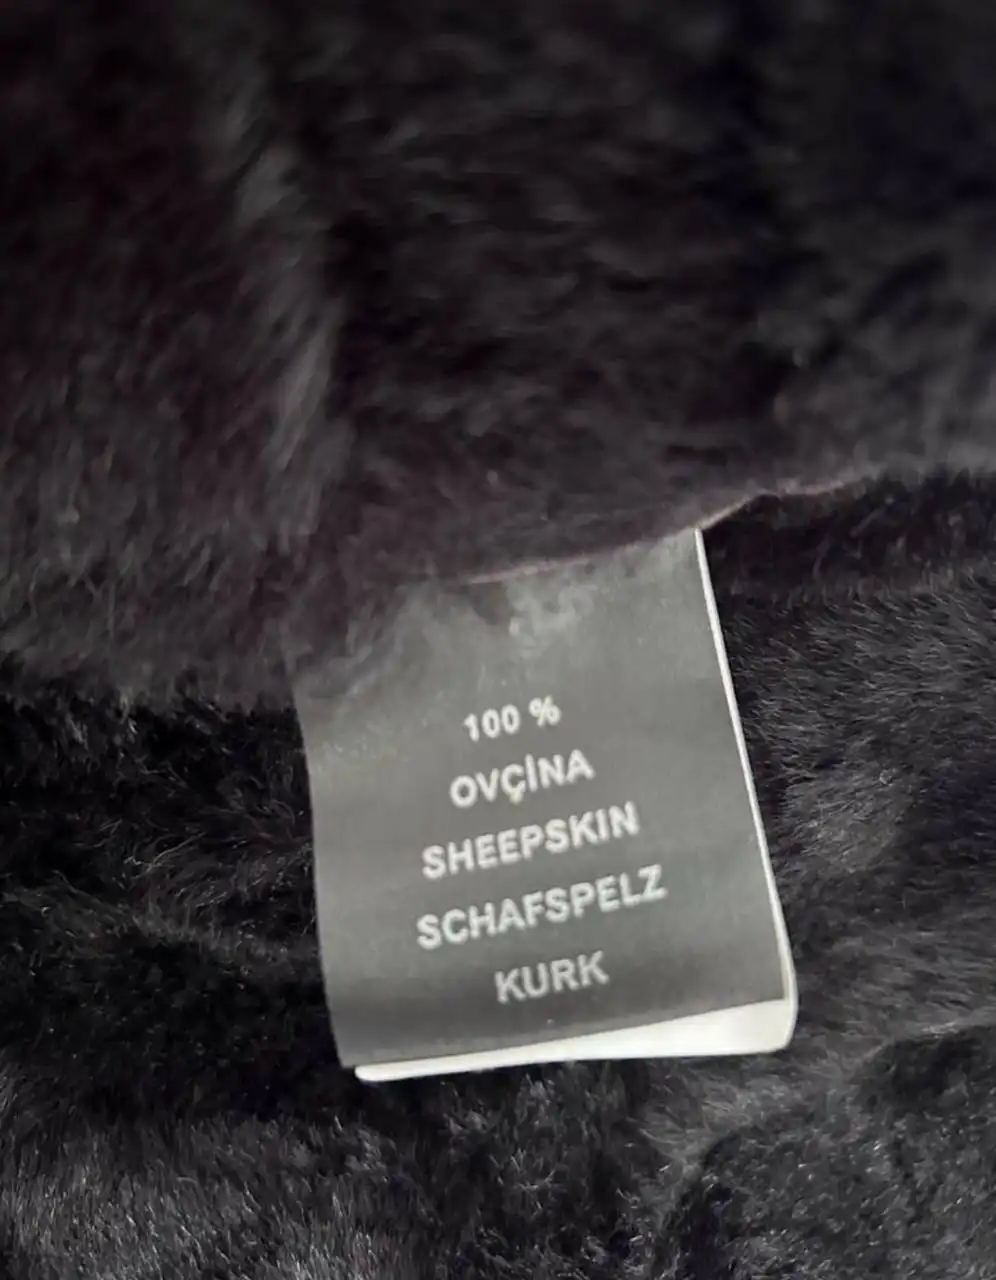 100 %
OVÇİNA
SHEEPSKIN
SCHAFSPELZ
KURK